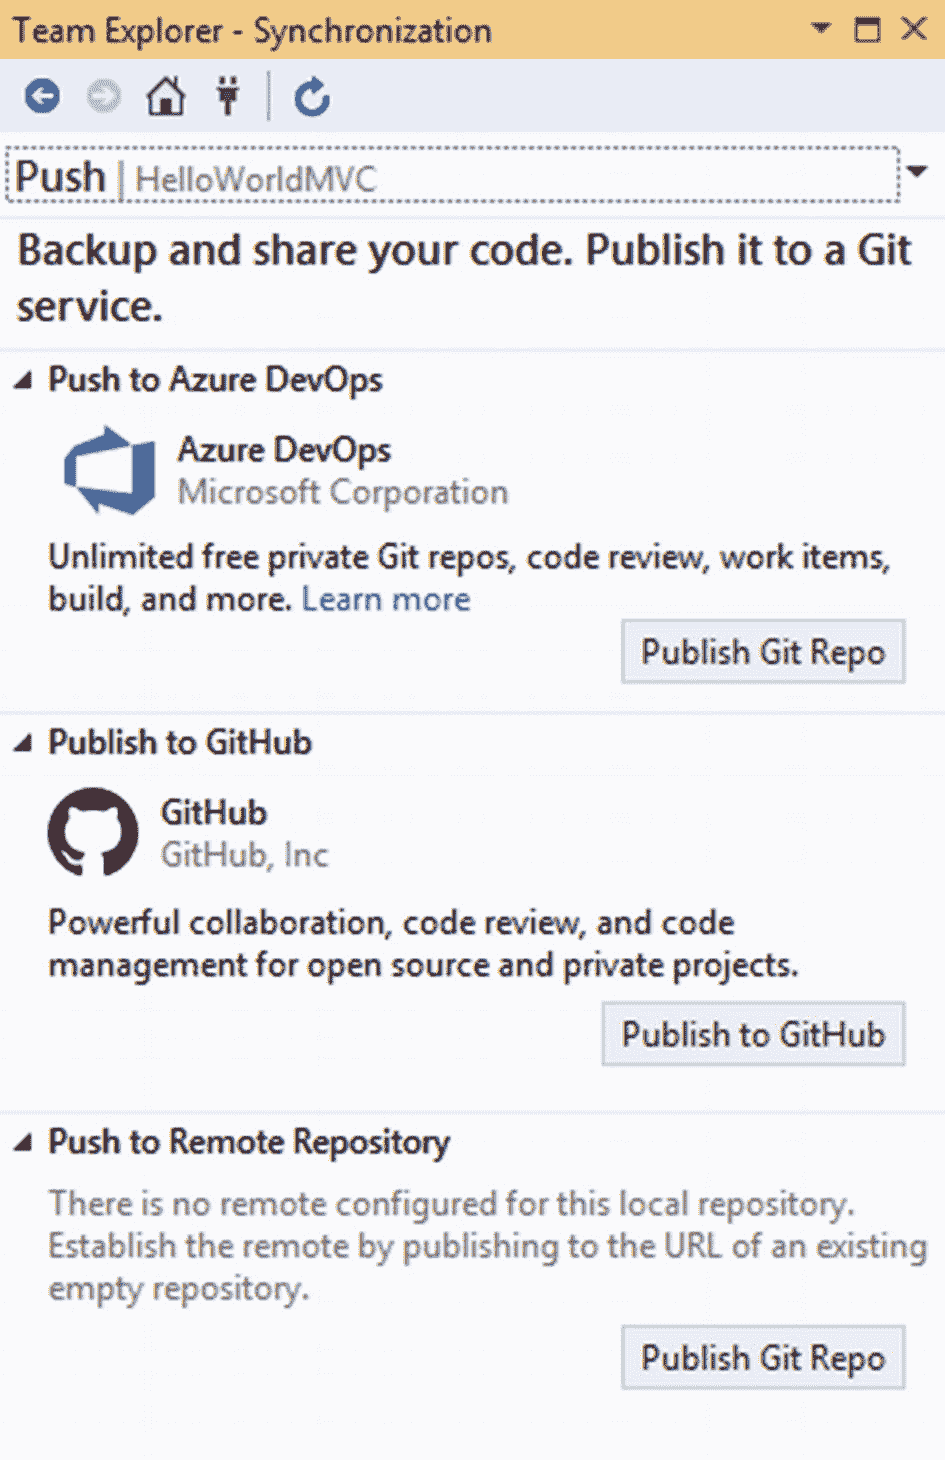 Team Explorer - Synchronization
Push | HelloWorldMVC
Backup and share your code. Publish it to a Git
service.
Push to Azure DevOps
Azure DevOps
Microsoft Corporation
Unlimited free private Git repos, code review, work items,
build, and more. Learn more
Publish Git Repo
Publish to GitHub
GitHub
GitHub, Inc
Powerful collaboration, code review, and code
management for open source and private projects.
Publish to GitHub
Push to Remote Repository
There is no remote configured for this local repository.
Establish the remote by publishing to the URL of an existing
empty repository.
Publish Git Repo